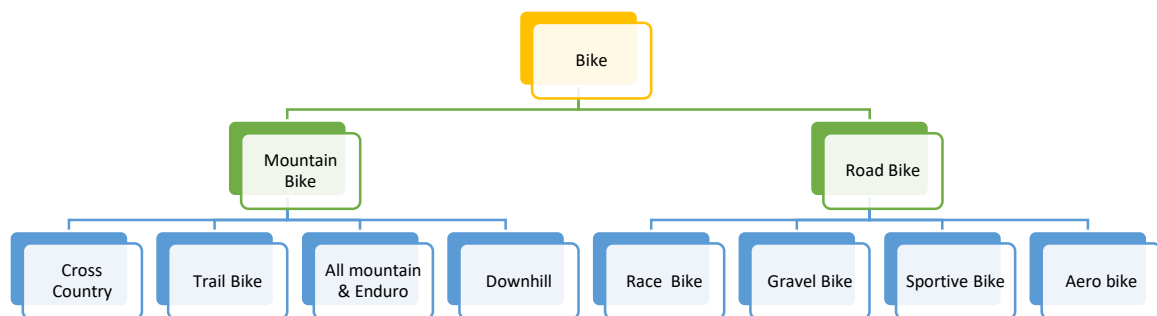 Bike
Mountain
Bike
Road Bike
Cross
Country
Trail Bike
All mountain
& Enduro
Downhill
Race  Bike
Gravel Bike
Sportive Bike
Aero bike